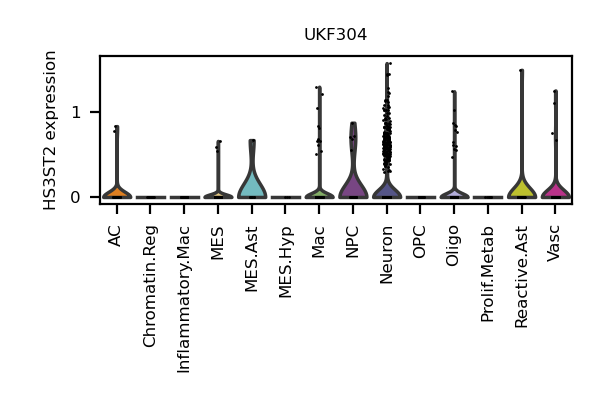 UKF304
HS3ST2 expression
1
0
AC
Chromatin.Reg
Inflammatory.Mac
MES
MES.Ast
MES.Hyp
Mac
NPC
Neuron
OPC
Oligo
Prolif.Metab
Reactive.Ast
Vasc